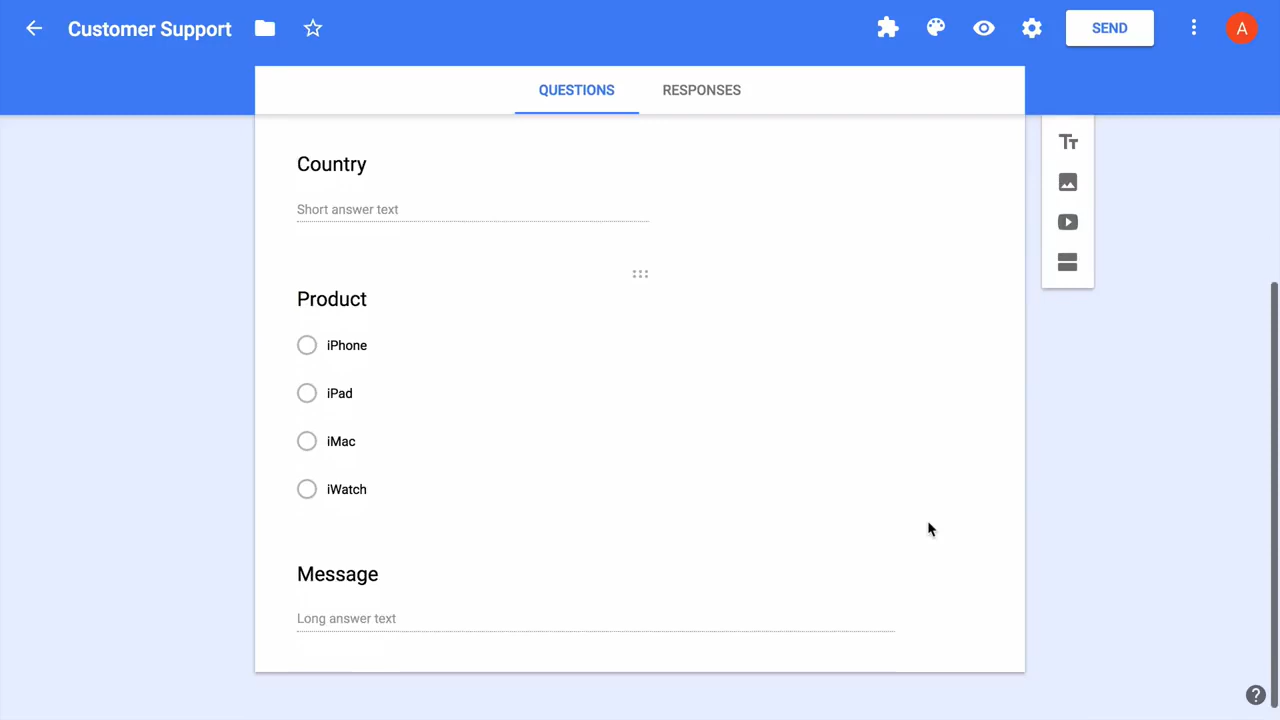 Customer Support
SEND
A
QUESTIONS
RESPONSES
Country
Short answer text
Product
iPhone
iPad
iMac
iWatch
Message
Long answer text
?